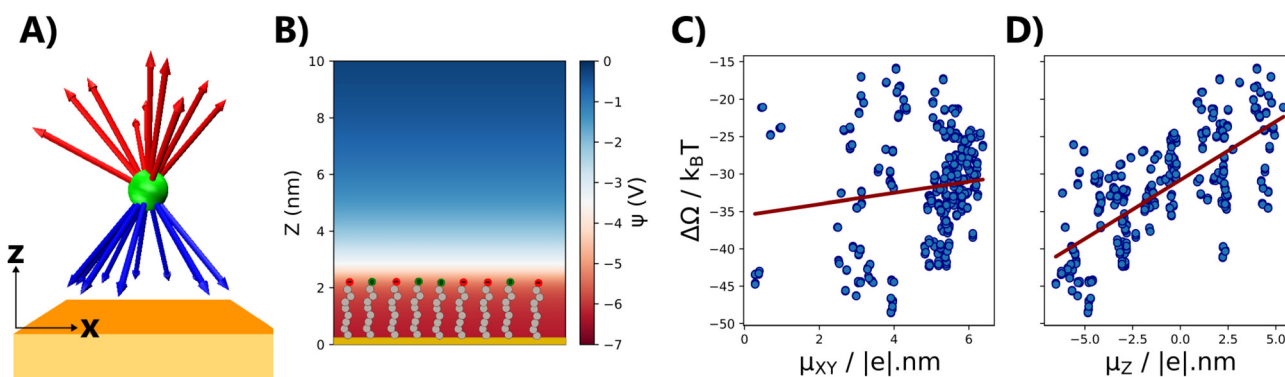 A)
z
x
B)
10
8
6
4
2
0
Z (nm)
0
−1
−2
−3
−4
−5
−6
−7
ψ (V)
C)
−15
−20
−25
−30
−35
−40
−45
−50
ΔΩ / k_BT
2
4
6
μ_XY / |e|.nm
D)
−5.0
−2.5
0.0
2.5
5.0
μ_Z / |e|.nm